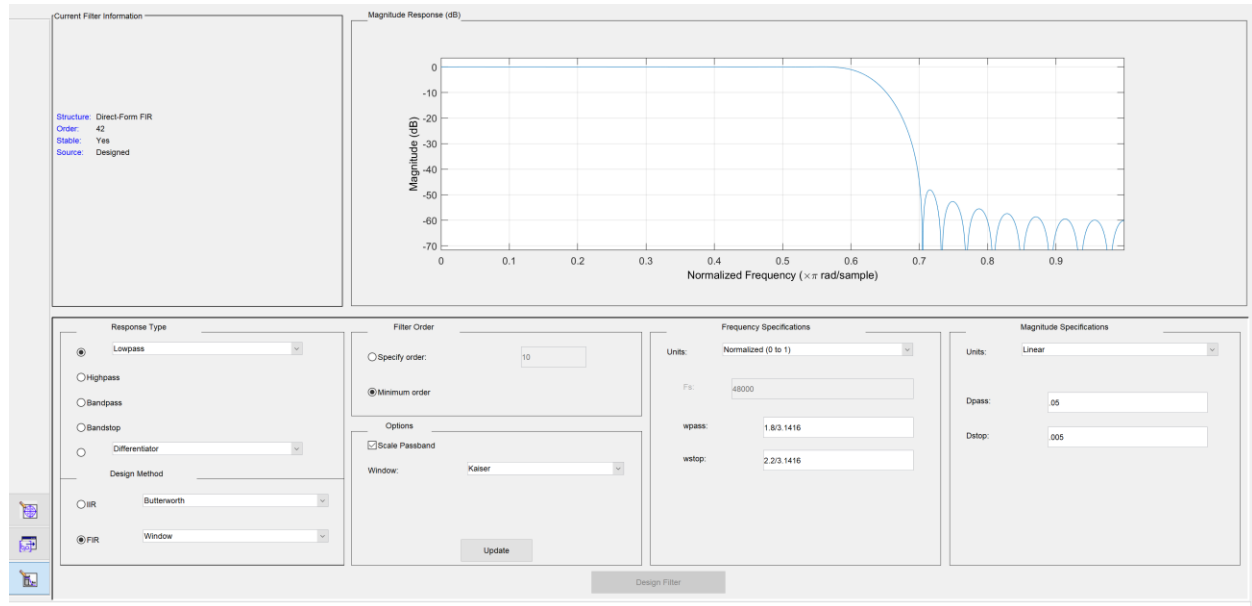 Current Filter Information
Structure: Direct-Form FIR
Order: 42
Stable: Yes
Source: Designed
Magnitude Response (dB)
0
-10
-20
-30
-40
-50
-60
-70
Magnitude (dB)
0 0.1 0.2 0.3 0.4 0.5 0.6 0.7 0.8 0.9
Normalized Frequency (×π rad/sample)
Response Type
Lowpass
Highpass
Bandpass
Bandstop
Differentiator
Design Method
IIR Butterworth
FIR Window
Filter Order
Specify order: 10
Minimum order
Options
Scale Passband
Window: Kaiser
Update
Frequency Specifications
Units: Normalized (0 to 1)
Fs: 48000
wpass: 1.8/3.1416
wstop: 2.2/3.1416
Magnitude Specifications
Units: Linear
Dpass: .05
Dstop: .005
Design Filter